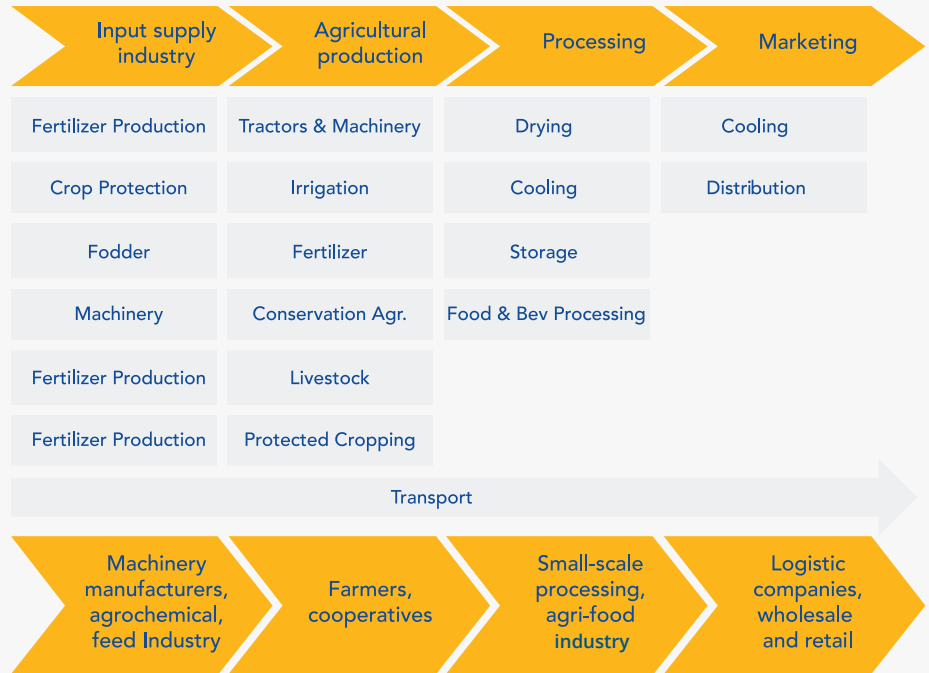 Input supply
industry
Agricultural
production
Processing
Marketing
Fertilizer Production
Tractors & Machinery
Drying
Cooling
Crop Protection
Irrigation
Cooling
Distribution
Fodder
Fertilizer
Storage
Machinery
Conservation Agr.
Food & Bev Processing
Fertilizer Production
Livestock
Fertilizer Production
Protected Cropping
Transport
Machinery
manufacturers,
agrochemical,
feed Industry
Farmers,
cooperatives
Small-scale
processing,
agri-food
industry
Logistic
companies,
wholesale
and retail